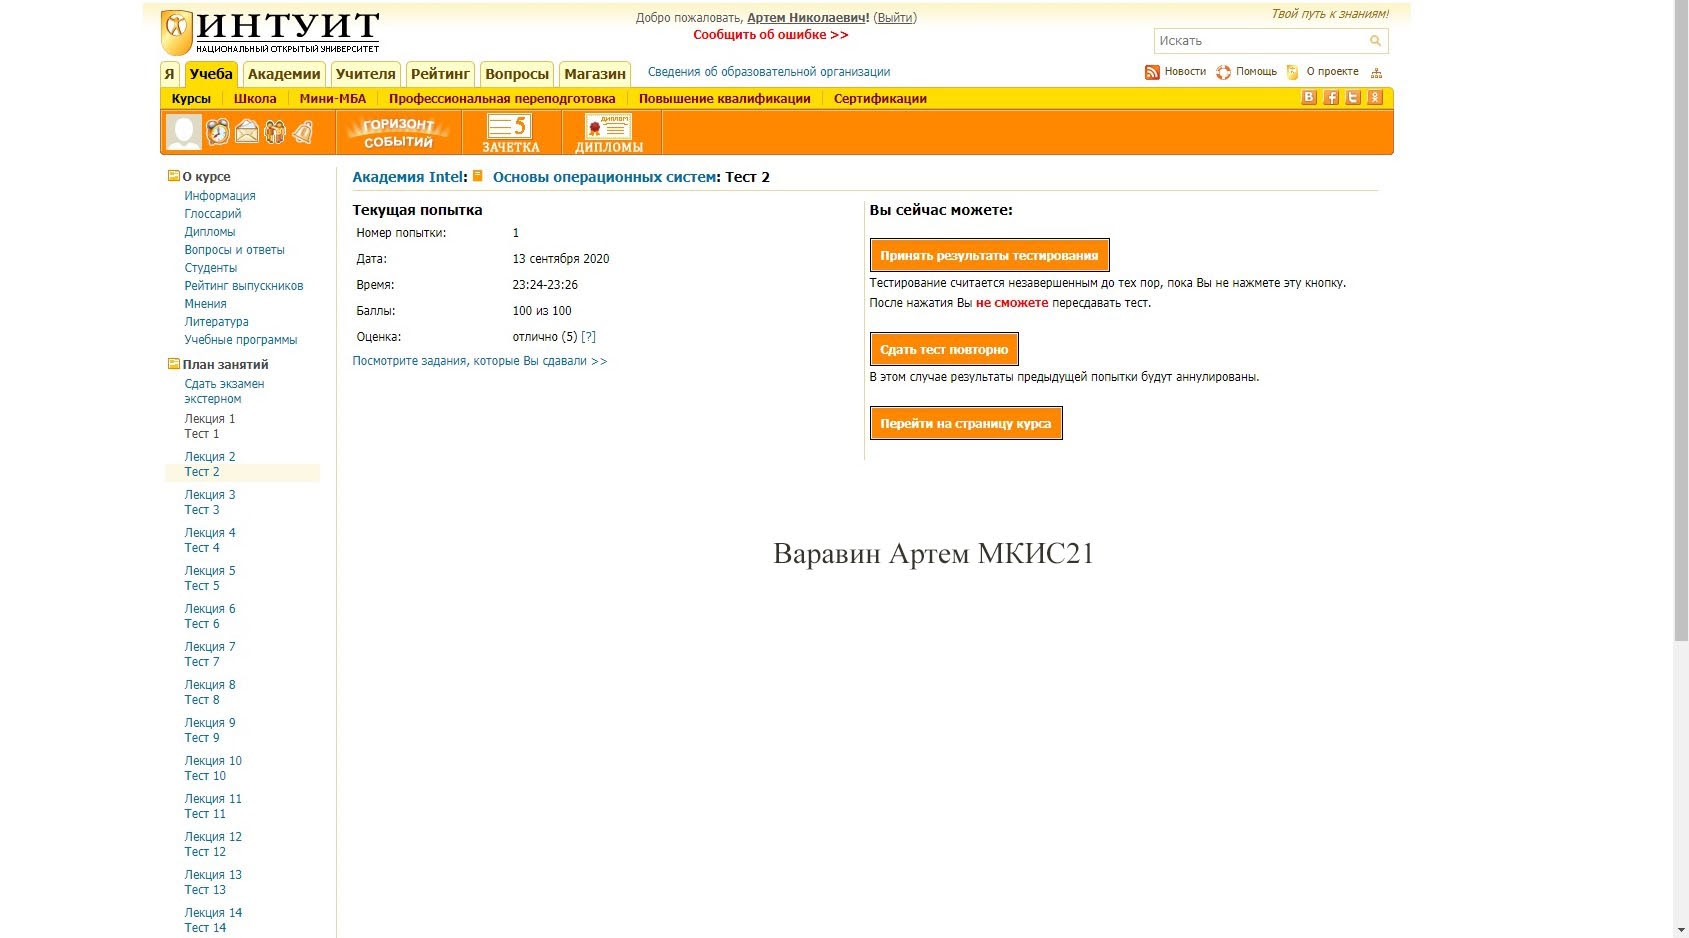 ИНТУИТ
НАЦИОНАЛЬНЫЙ ОТКРЫТЫЙ УНИВЕРСИТЕТ
Добро пожаловать, Артем Николаевич! (Выйти)
Сообщить об ошибке >>
Твой путь к знаниям!
Искать
Я Учеба Академии Учителя Рейтинг Вопросы Магазин Сведения об образовательной организации
Новости Помощь О проекте
Курсы Школа Мини-МБА Профессиональная переподготовка Повышение квалификации Сертификации
ГОРИЗОНТ СОБЫТИЙ
5
ЗАЧЕТКА
ДИПЛОМ
ДИПЛОМЫ
О курсе
Информация
Глоссарий
Дипломы
Вопросы и ответы
Студенты
Рейтинг выпускников
Мнения
Литература
Учебные программы
План занятий
Сдать экзамен
экстерном
Лекция 1
Тест 1
Лекция 2
Тест 2
Лекция 3
Тест 3
Лекция 4
Тест 4
Лекция 5
Тест 5
Лекция 6
Тест 6
Лекция 7
Тест 7
Лекция 8
Тест 8
Лекция 9
Тест 9
Лекция 10
Тест 10
Лекция 11
Тест 11
Лекция 12
Тест 12
Лекция 13
Тест 13
Лекция 14
Тест 14
Академия Intel: Основы операционных систем: Тест 2
Текущая попытка
Номер попытки: 1
Дата: 13 сентября 2020
Время: 23:24-23:26
Баллы: 100 из 100
Оценка: отлично (5) [?]
Посмотрите задания, которые Вы сдавали >>
Вы сейчас можете:
Принять результаты тестирования
Тестирование считается незавершенным до тех пор, пока Вы не нажмете эту кнопку.
После нажатия Вы не сможете пересдавать тест.
Сдать тест повторно
В этом случае результаты предыдущей попытки будут аннулированы.
Перейти на страницу курса
Варавин Артем МКИС21